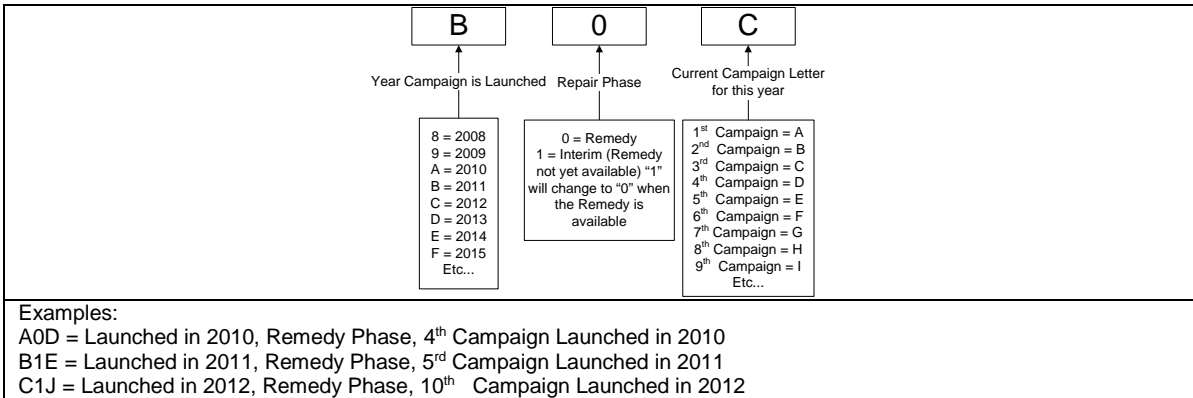 B 0 C
Year Campaign is Launched
Repair Phase
Current Campaign Letter
for this year
8 = 2008
9 = 2009
A = 2010
B = 2011
C = 2012
D = 2013
E = 2014
F = 2015
Etc...
0 = Remedy
1 = Interim (Remedy
not yet available) “1”
will change to “0” when
the Remedy is
available
1st Campaign = A
2nd Campaign = B
3rd Campaign = C
4th Campaign = D
5th Campaign = E
6th Campaign = F
7th Campaign = G
8th Campaign = H
9th Campaign = I
Etc...
Examples:
A0D = Launched in 2010, Remedy Phase, 4th Campaign Launched in 2010
B1E = Launched in 2011, Remedy Phase, 5rd Campaign Launched in 2011
C1J = Launched in 2012, Remedy Phase, 10th Campaign Launched in 2012